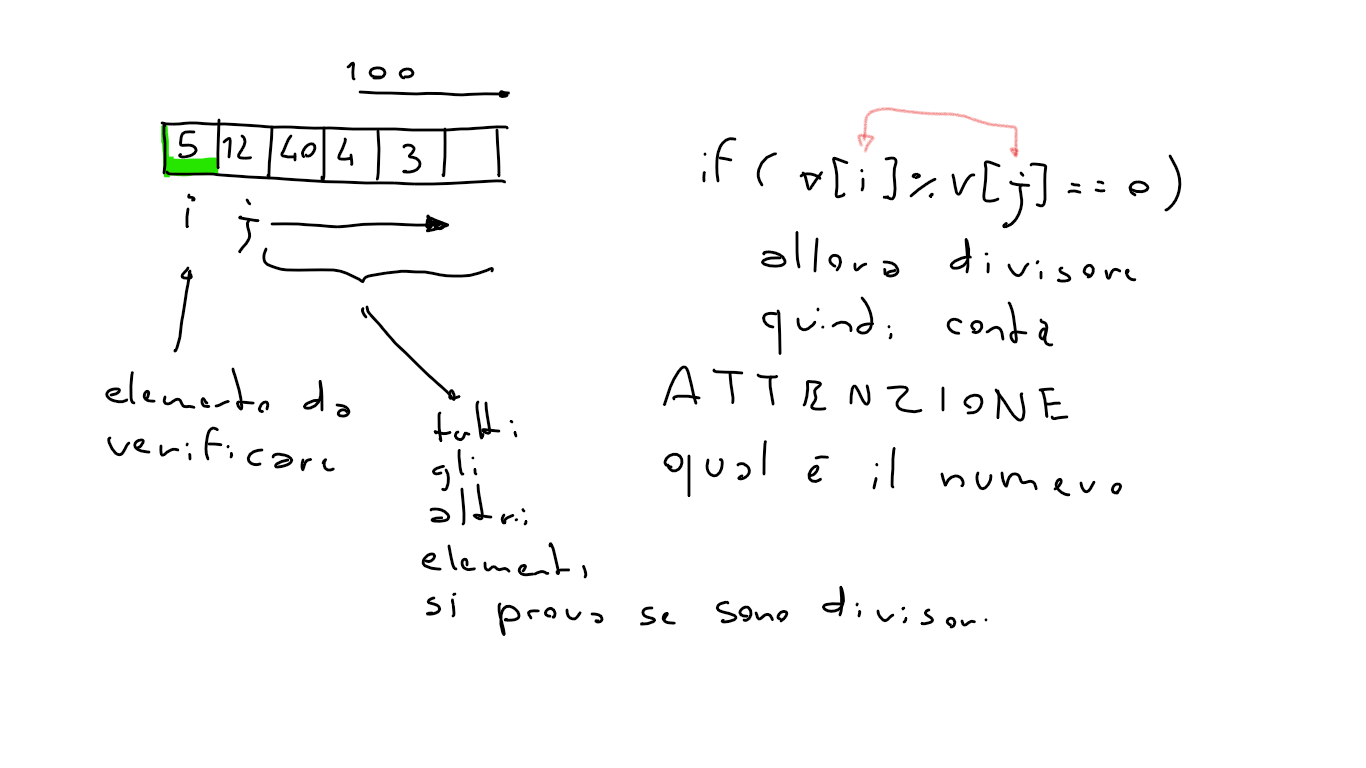 100
5 12 40 4 3
i j
elemento da
verificare
tutti
gli
altri
elementi
si prova se sono divisori
if ( v[i] % v[j] == 0 )
allora divisore
quindi conta
ATTENZIONE
qual è il numero